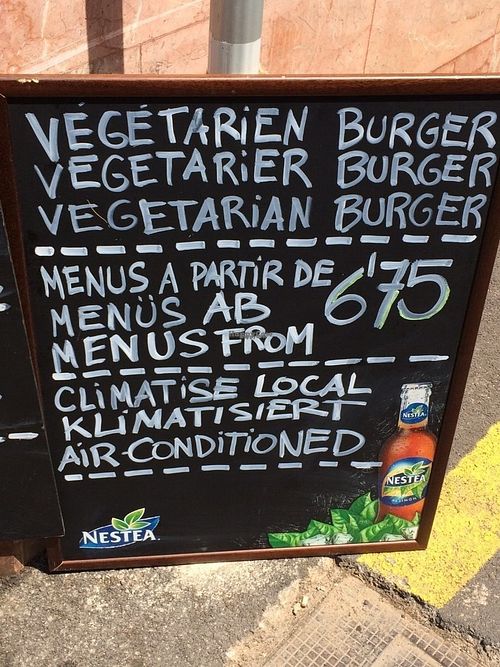 VÉGÉTARIEN BURGER
VEGETARIER BURGER
VEGETARIAN BURGER
MENUS A PARTIR DE 6'75
MENÜS AB
MENUS FROM
CLIMATISE LOCAL
KLIMATISIERT
AIR-CONDITIONED
NESTEA
NESTEA
NESTEA.